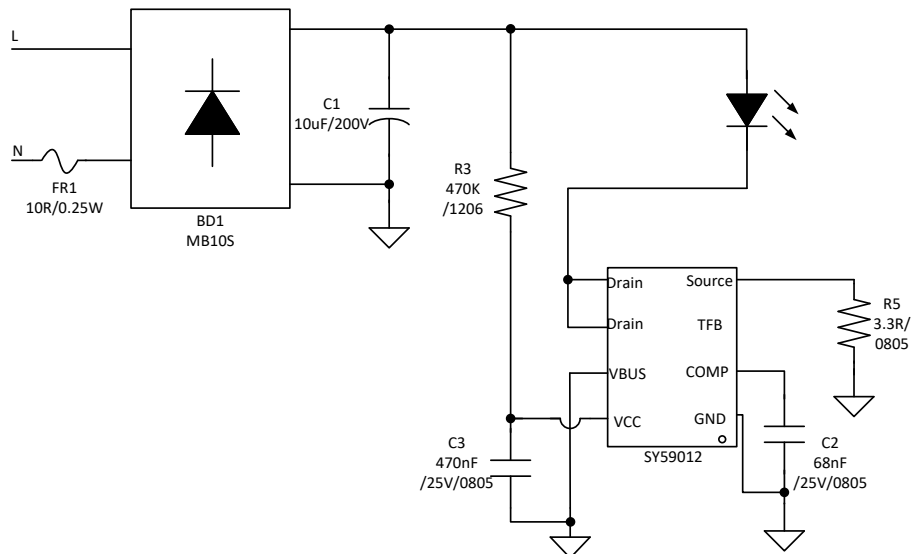 L
N
FR1
10R/0.25W
BD1
MB10S
C1
10uF/200V
R3
470K
/1206
Drain
Drain
VBUS
VCC
Source
TFB
COMP
GND
SY59012
R5
3.3R/
0805
C3
470nF
/25V/0805
C2
68nF
/25V/0805